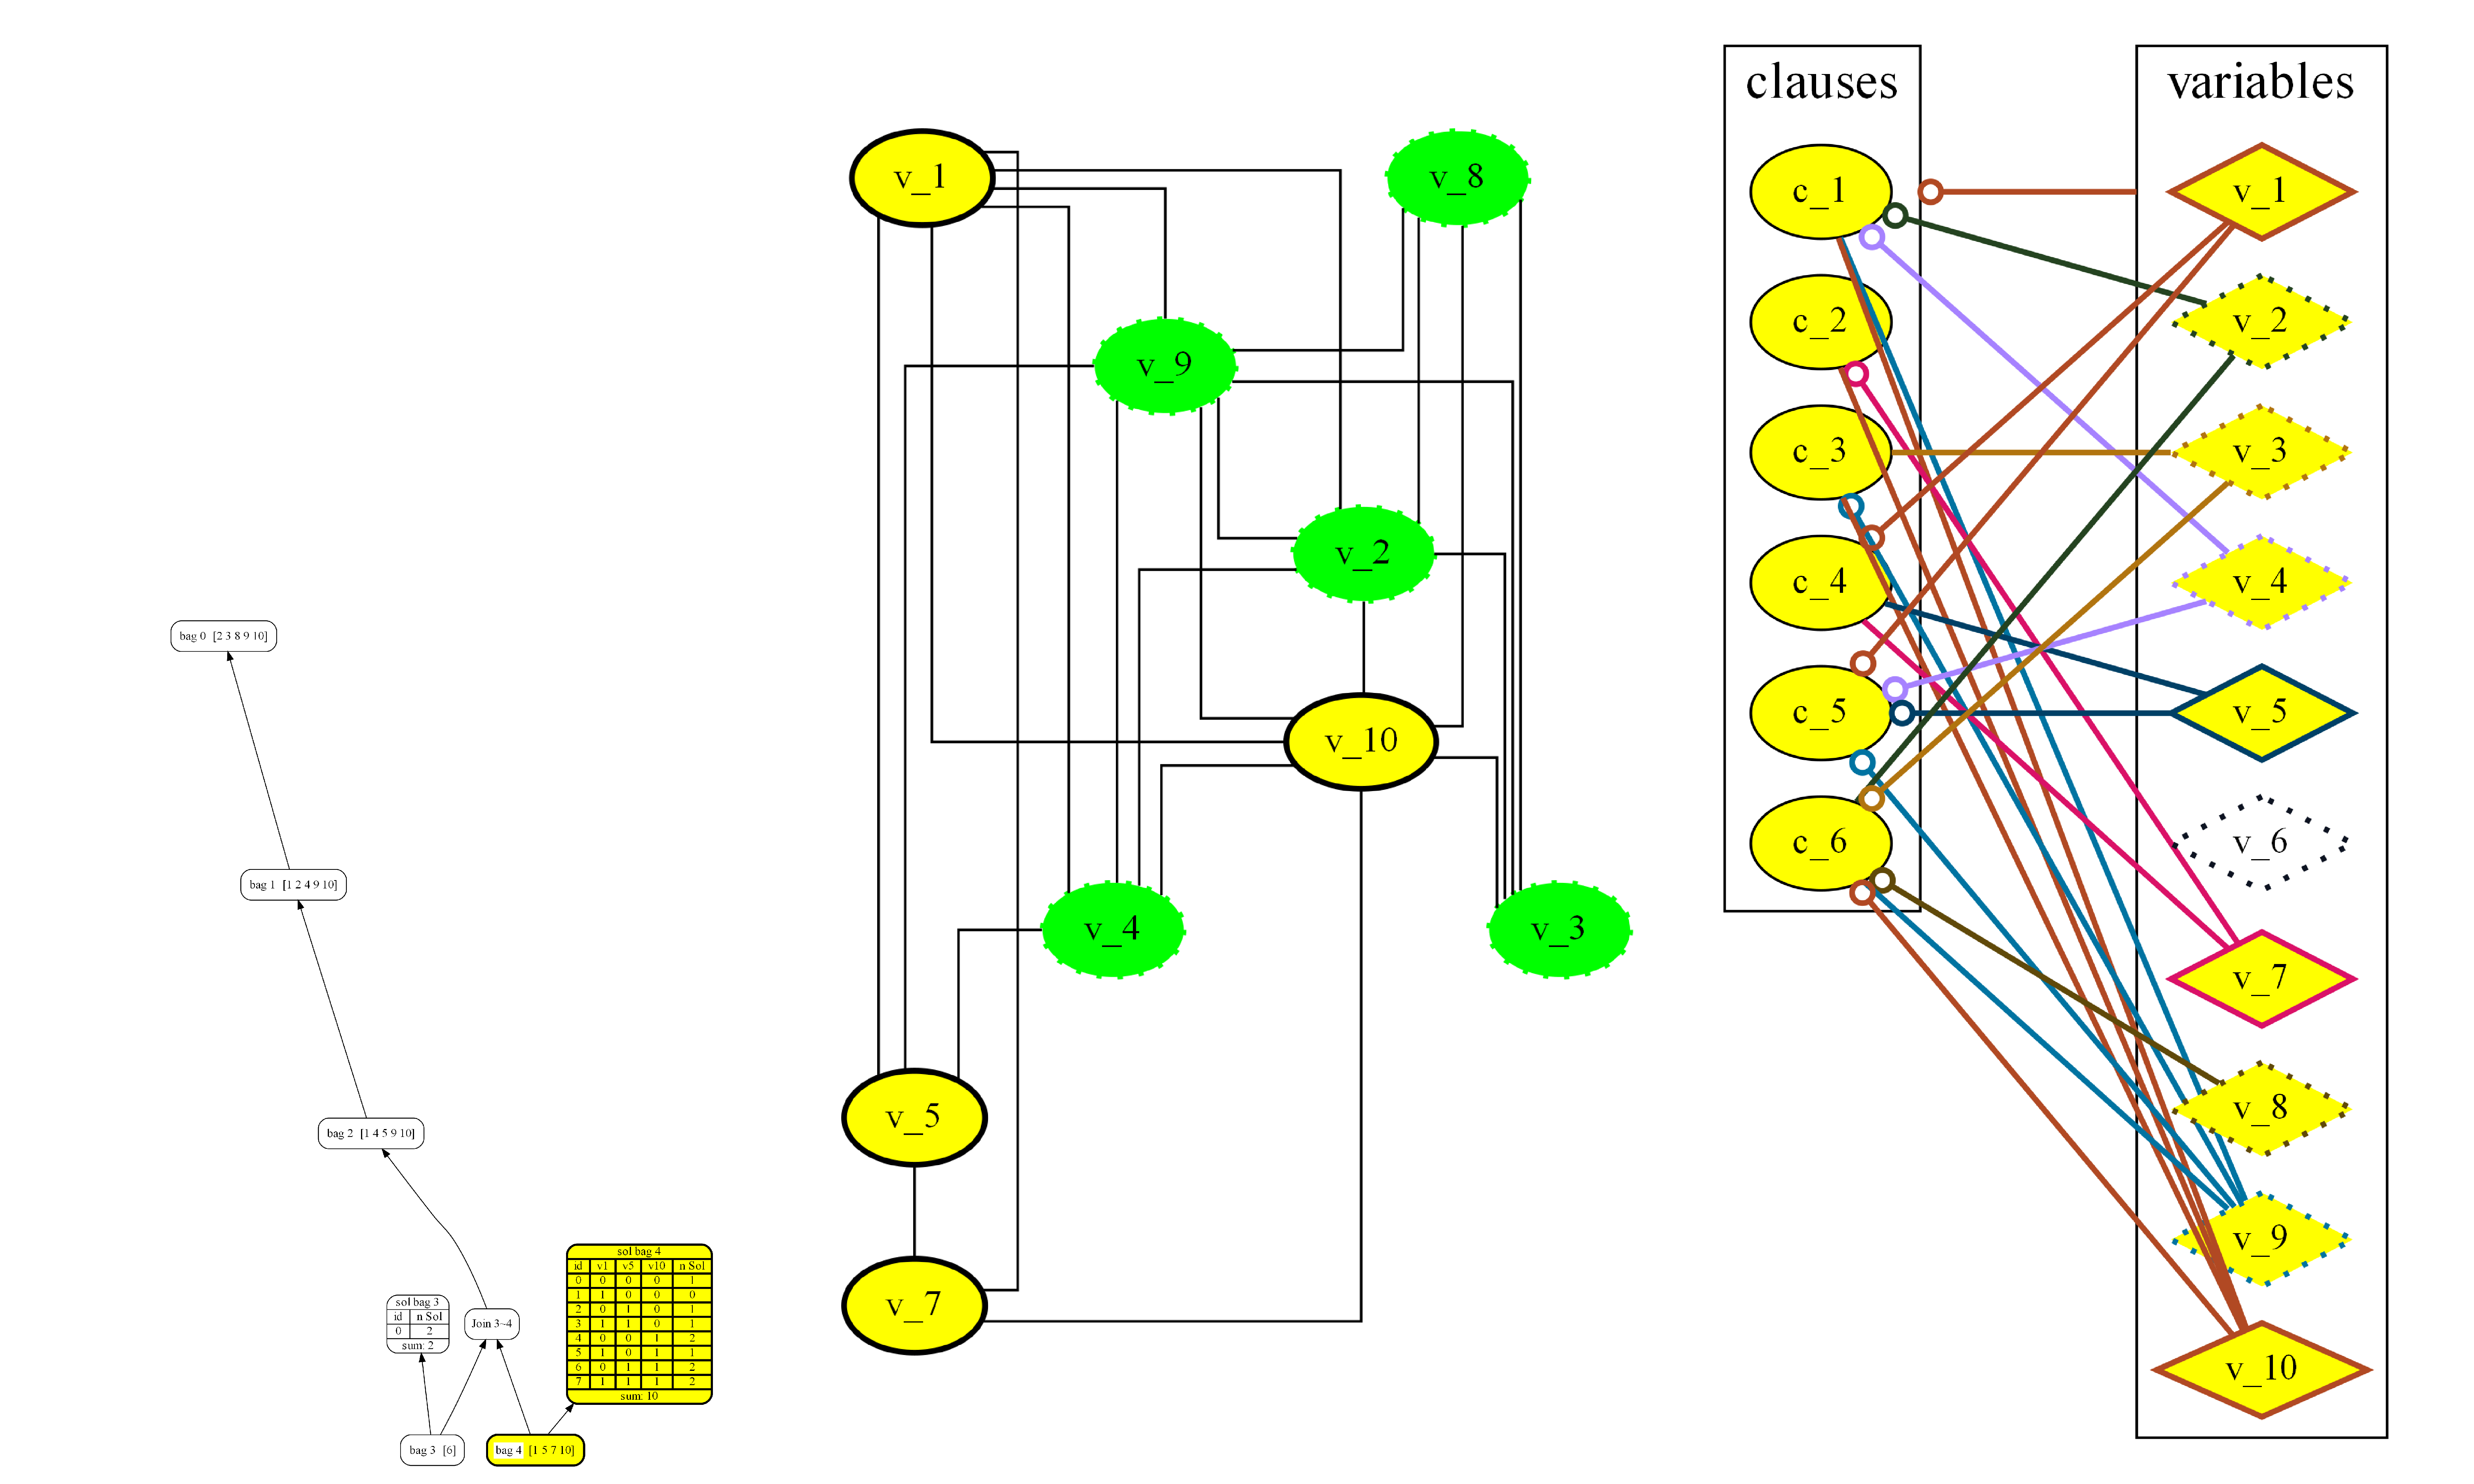 bag 0 [2 3 8 9 10]
bag 1 [1 2 4 9 10]
bag 2 [1 4 5 9 10]
sol bag 3
id n Sol
0 2
sum: 2
Join 3~4
sol bag 4
id v1 v5 v10 n Sol
0 0 0 0 1
1 1 0 0 0
2 0 1 0 1
3 1 1 0 1
4 0 0 1 2
5 1 0 1 1
6 0 1 1 2
7 1 1 1 2
sum: 10
bag 3 [6]
bag 4 [1 5 7 10]
v_1
v_8
v_9
v_2
v_10
v_4
v_3
v_5
v_7
clauses
c_1
c_2
c_3
c_4
c_5
c_6
variables
v_1
v_2
v_3
v_4
v_5
v_6
v_7
v_8
v_9
v_10